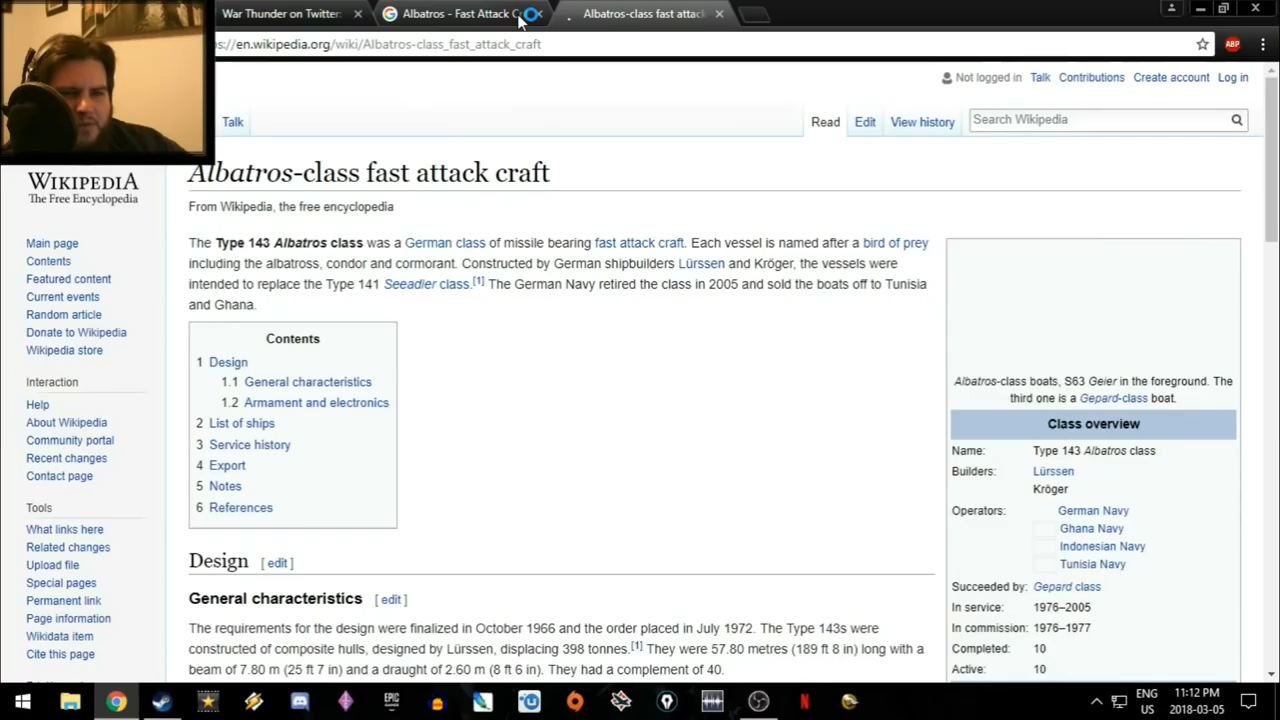 War Thunder on Twitter:
Albatros - Fast Attack C
Albatros-class fast attack
s://en.wikipedia.org/wiki/Albatros-class_fast_attack_craft
ABP
Not logged in Talk Contributions Create account Log in
Talk
Read Edit View history
Search Wikipedia
WIKIPEDIA
The Free Encyclopedia
Main page
Contents
Featured content
Current events
Random article
Donate to Wikipedia
Wikipedia store
Interaction
Help
About Wikipedia
Community portal
Recent changes
Contact page
Tools
What links here
Related changes
Upload file
Special pages
Permanent link
Page information
Wikidata item
Cite this page
Albatros-class fast attack craft
From Wikipedia, the free encyclopedia
The Type 143 Albatros class was a German class of missile bearing fast attack craft. Each vessel is named after a bird of prey
including the albatross, condor and cormorant. Constructed by German shipbuilders Lürssen and Kröger, the vessels were
intended to replace the Type 141 Seeadler class.[1] The German Navy retired the class in 2005 and sold the boats off to Tunisia
and Ghana.
Contents
1 Design
1.1 General characteristics
1.2 Armament and electronics
2 List of ships
3 Service history
4 Export
5 Notes
6 References
Design [ edit ]
General characteristics [ edit ]
The requirements for the design were finalized in October 1966 and the order placed in July 1972. The Type 143s were
constructed of composite hulls, designed by Lürssen, displacing 398 tonnes.[1] They were 57.80 metres (189 ft 8 in) long with a
beam of 7.80 m (25 ft 7 in) and a draught of 2.60 m (8 ft 6 in). They had a complement of 40.
Albatros-class boats, S63 Geier in the foreground. The
third one is a Gepard-class boat.
Class overview
Name: Type 143 Albatros class
Builders: Lürssen
Kröger
Operators: German Navy
Ghana Navy
Indonesian Navy
Tunisia Navy
Succeeded by: Gepard class
In service: 1976–2005
In commission: 1976–1977
Completed: 10
Active: 10
EPIC
GAMES
ENG
US
11:12 PM
2018-03-05